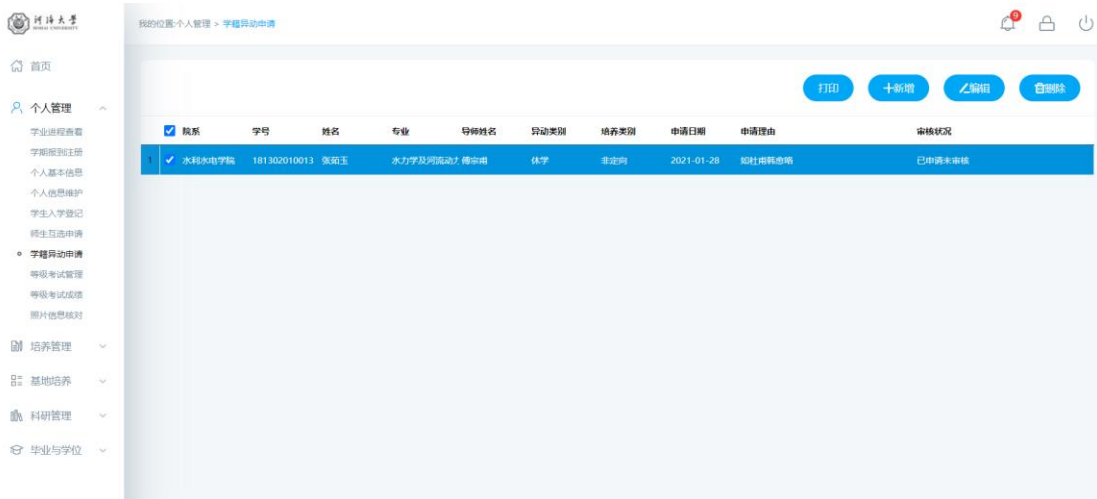 河海大学
HOHAI UNIVERSITY
我的位置:个人管理 > 学籍异动申请
9
首页
个人管理
学业进程查看
学期报到注册
个人基本信息
个人信息维护
学生入学登记
师生互选申请
学籍异动申请
等级考试管理
等级考试成绩
照片信息核对
培养管理
基地培养
科研管理
毕业与学位
打印 新增 编辑 删除
院系 学号 姓名 专业 导师姓名 异动类别 培养类别 申请日期 申请理由 审核状况
1 水利水电学院 181302010013 张茹玉 水力学及河流动力 傅宗甫 休学 非定向 2021-01-28 已申请未审核